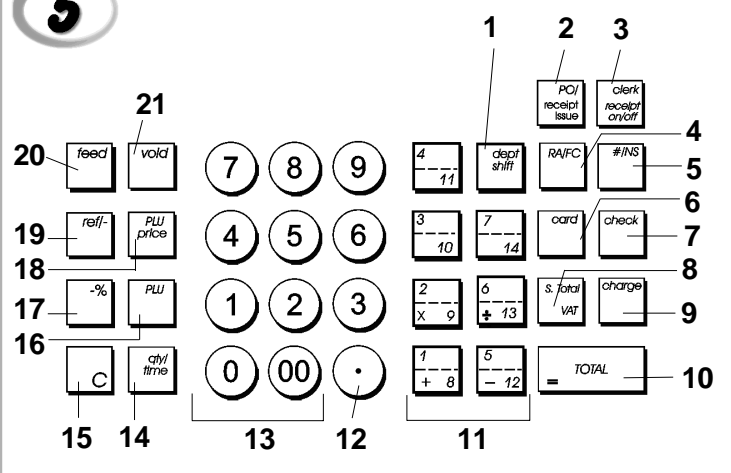 5
1 2 3
PO/
receipt
issue
clerk
receipt
on/off
21
20 feed void 7 8 9 4 11 dept
shift RA/FC #/NS 4
5
6
19 ref/- PLU
price 4 5 6 3 10 7 14 card check 7
18
8
17 -% PLU 1 2 3 2 x 9 6 ÷ 13 S. Total
VAT charge 9
16
C qty/
time 0 00 . 1 + 8 5 − 12 = TOTAL 10
15 14 13 12 11